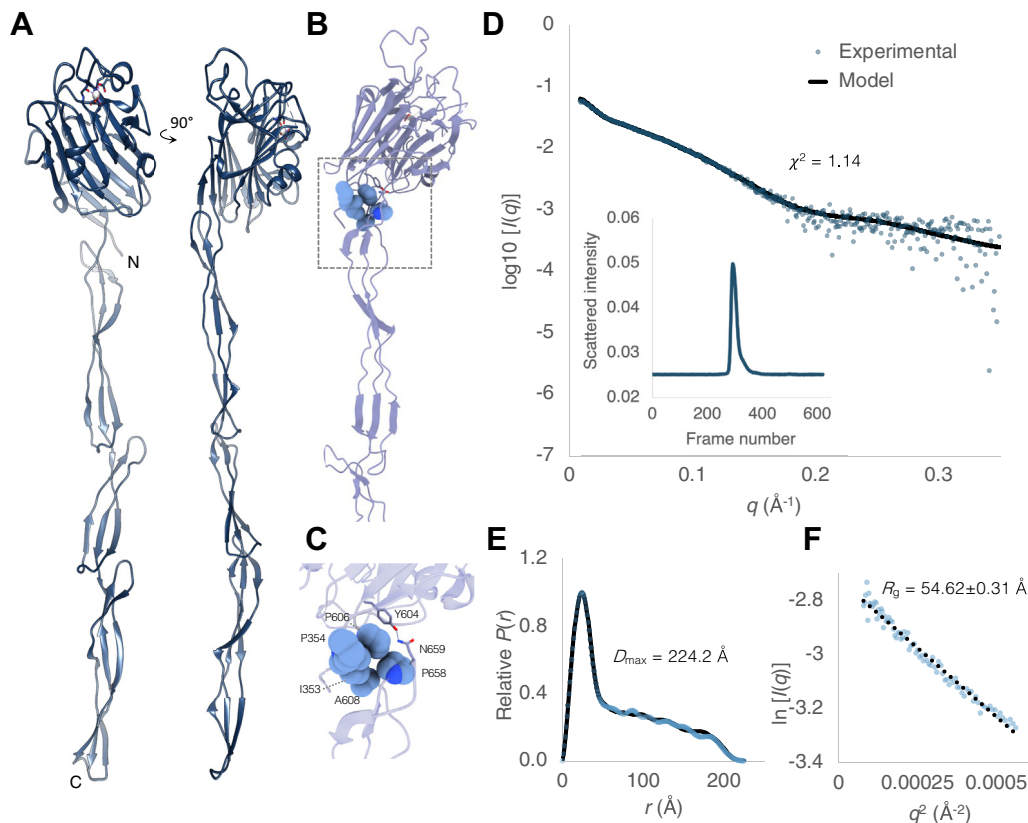 A
90°
N
C
B
C
P606
Y604
P354
N659
P658
I353
A608
D
0
-1
-2
-3
-4
-5
-6
-7
log10 [I(q)]
Experimental
Model
χ² = 1.14
0.06
0.05
0.04
0.03
0.02
Scattered intensity
0
200
400
600
Frame number
0
0.1
0.2
0.3
q (Å⁻¹)
E
1.2
0.8
0.4
0.0
Relative P(r)
Dmax = 224.2 Å
0
100
200
r (Å)
F
Rg = 54.62±0.31 Å
-2.8
-3
-3.2
-3.4
ln [I(q)]
0
0.00025
0.0005
q² (Å⁻²)